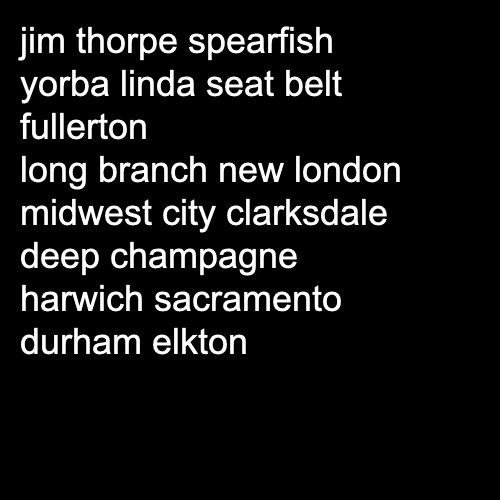 jim thorpe spearfish
yorba linda seat belt
fullerton
long branch new london
midwest city clarksdale
deep champagne
harwich sacramento
durham elkton